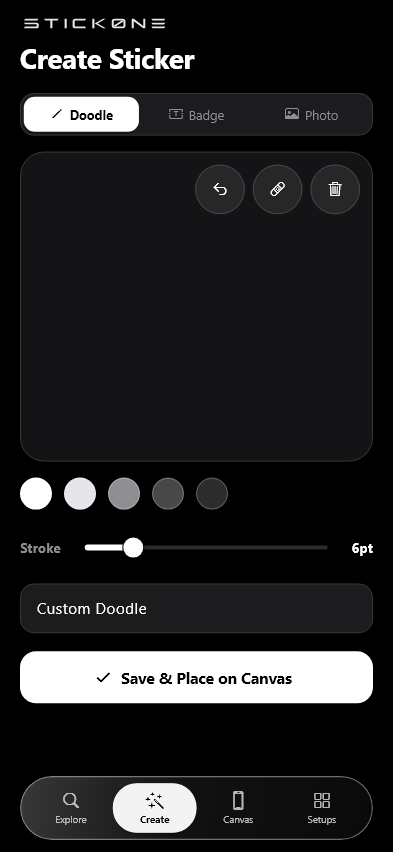 STICKONE
Create Sticker
Doodle
Badge
Photo
Stroke
6pt
Custom Doodle
Save & Place on Canvas
Explore
Create
Canvas
Setups